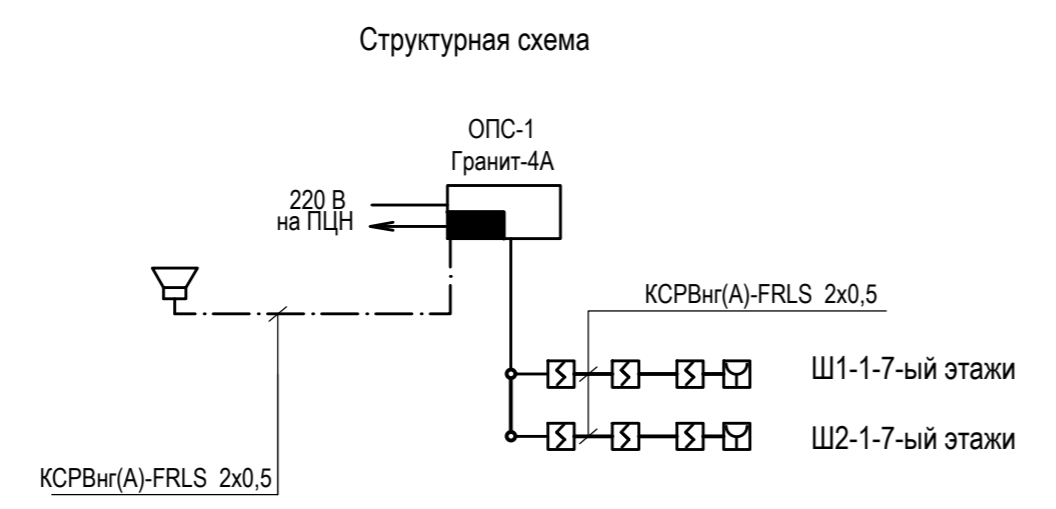 Структурная схема
ОПС-1
Гранит-4А
220 В
на ПЦН
КСРВнг(А)-FRLS 2х0,5
Ш1-1-7-ый этажи
Ш2-1-7-ый этажи
КСРВнг(А)-FRLS 2х0,5